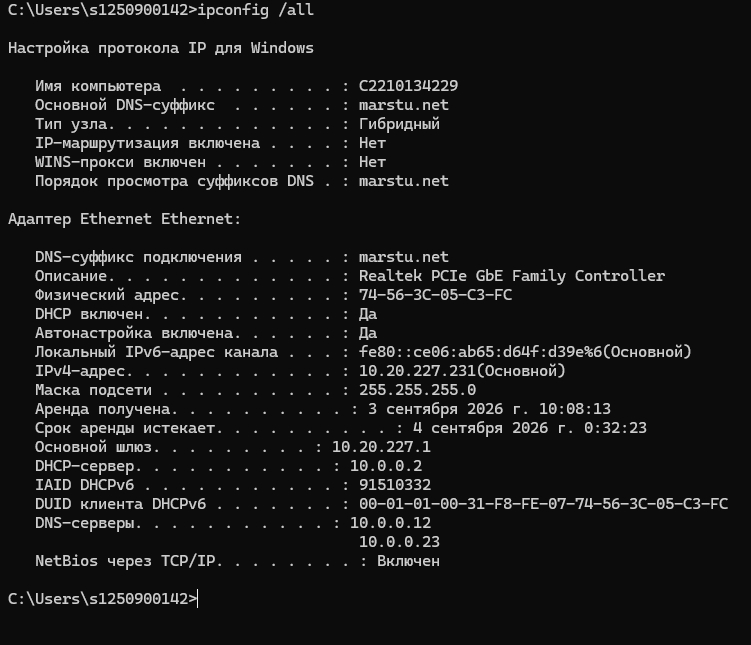 C:\Users\s1250900142>ipconfig /all
Настройка протокола IP для Windows
Имя компьютера . . . . . . . . . : C2210134229
Основной DNS-суффикс . . . . . . : marstu.net
Тип узла. . . . . . . . . . . . . : Гибридный
IP-маршрутизация включена . . . . : Нет
WINS-прокси включен . . . . . . . : Нет
Порядок просмотра суффиксов DNS . : marstu.net
Адаптер Ethernet Ethernet:
DNS-суффикс подключения . . . . . : marstu.net
Описание. . . . . . . . . . . . . : Realtek PCIe GbE Family Controller
Физический адрес. . . . . . . . . : 74-56-3C-05-C3-FC
DHCP включен. . . . . . . . . . . : Да
Автонастройка включена. . . . . . : Да
Локальный IPv6-адрес канала . . . : fe80::ce06:ab65:d64f:d39e%6(Основной)
IPv4-адрес. . . . . . . . . . . . : 10.20.227.231(Основной)
Маска подсети . . . . . . . . . . : 255.255.255.0
Аренда получена. . . . . . . . . . : 3 сентября 2026 г. 10:08:13
Срок аренды истекает. . . . . . . . . . : 4 сентября 2026 г. 0:32:23
Основной шлюз. . . . . . . . . : 10.20.227.1
DHCP-сервер. . . . . . . . . . . : 10.0.0.2
IAID DHCPv6 . . . . . . . . . . . : 91510332
DUID клиента DHCPv6 . . . . . . . : 00-01-01-00-31-F8-FE-07-74-56-3C-05-C3-FC
DNS-серверы. . . . . . . . . . . : 10.0.0.12
10.0.0.23
NetBios через TCP/IP. . . . . . . . : Включен
C:\Users\s1250900142>